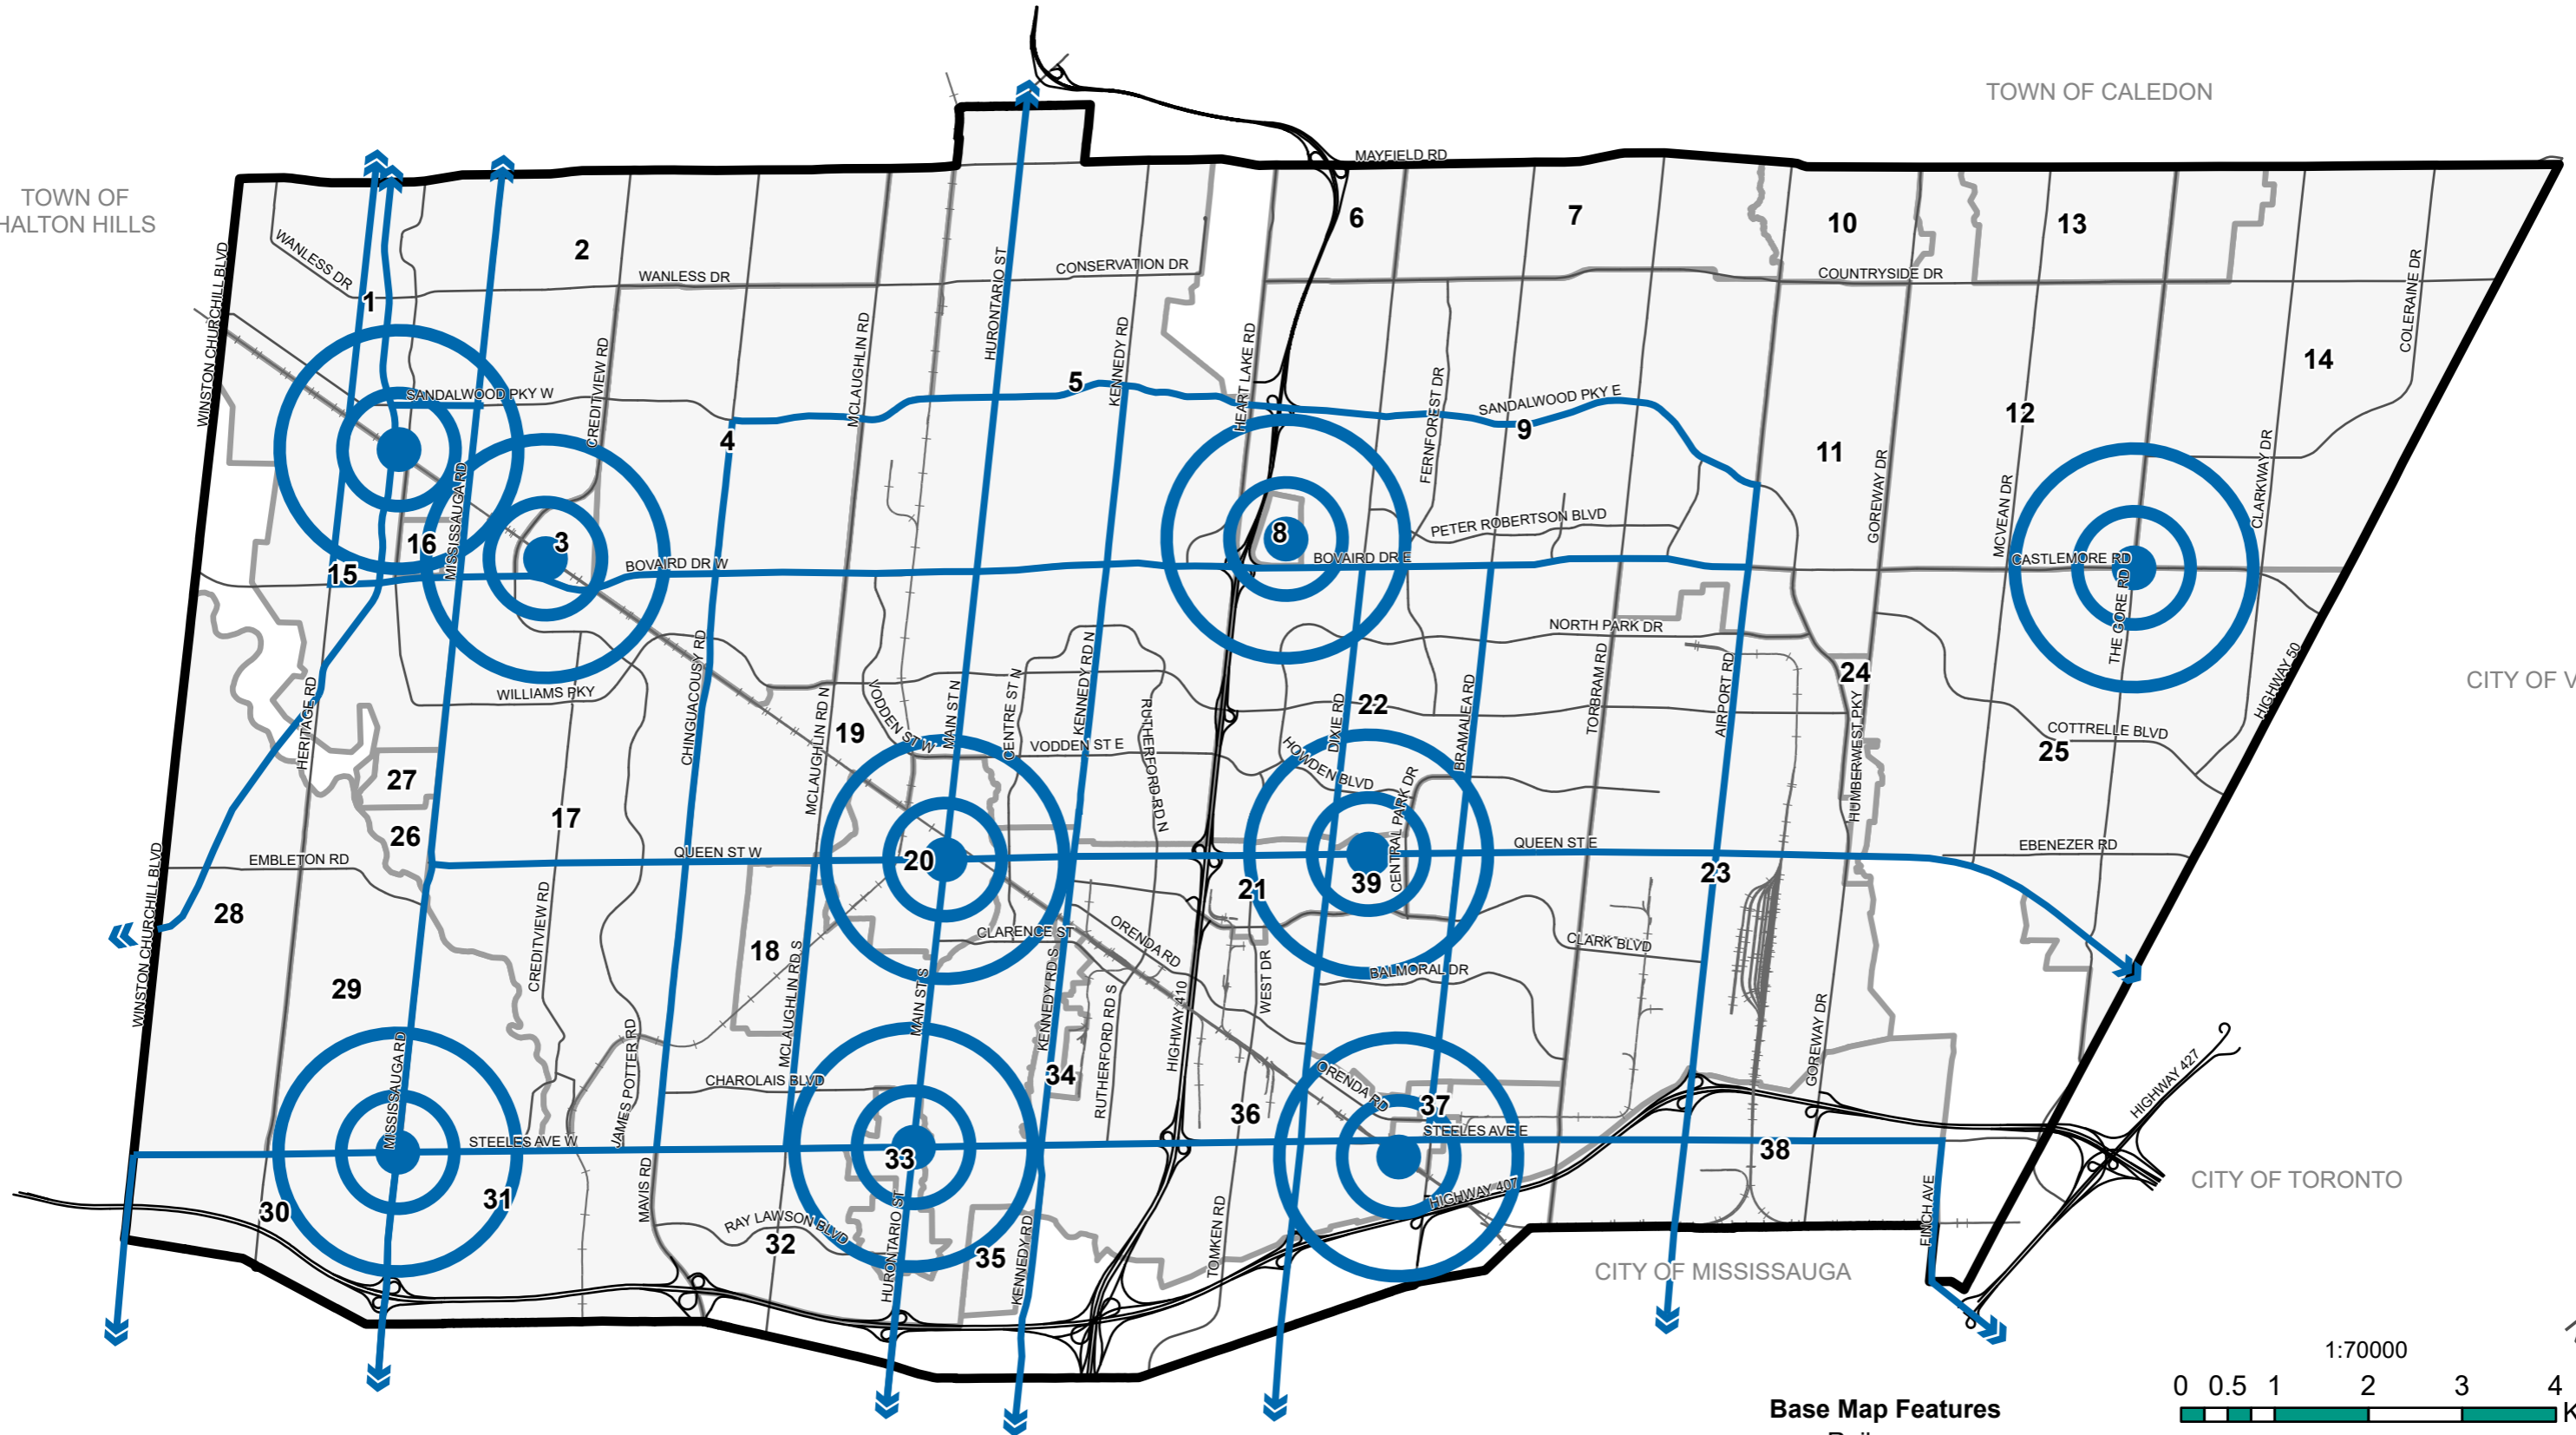 TOWN OF CALEDON
TOWN OF
HALTON HILLS
MAYFIELD RD
6
7
10
13
2
WANLESS DR
WANLESS DR
CONSERVATION DR
COUNTRYSIDE DR
1
WINSTON CHURCHILL BLVD
HURONTARIO ST
COLERAINE DR
14
CREDITVIEW RD
MCLAUGHLIN RD
KENNEDY RD
HEART LAKE RD
FERNFOREST DR
SANDALWOOD PKY W
5
SANDALWOOD PKY E
9
12
4
11
MISSISSAUGA RD
GOREWAY DR
MCVEAN DR
CLARKWAY DR
16
3
8
PETER ROBERTSON BLVD
BOVAIRD DR W
BOVAIRD DR E
CASTLEMORE RD
15
THE GORE RD
NORTH PARK DR
CHINGUACOUSY RD
KENNEDY RD N
TORBRAM RD
AIRPORT RD
24
HIGHWAY 50
CITY OF V
HERITAGE RD
WILLIAMS PKY
MCLAUGHLIN RD N
VODDEN ST W
MAIN ST N
CENTRE ST N
RUTHERFORD RD N
DIXIE RD
22
BRAMALEA RD
HUMBERWEST PKY
19
VODDEN ST E
HOWDEN BLVD
CENTRAL PARK DR
COTTRELLE BLVD
25
27
17
26
QUEEN ST W
20
QUEEN ST E
EBENEZER RD
EMBLETON RD
21
39
23
WINSTON CHURCHILL BLVD
28
CREDITVIEW RD
18
CLARENCE ST
ORENDA RD
CLARK BLVD
29
MCLAUGHLIN RD S
MAIN ST S
KENNEDY RD S
RUTHERFORD RD S
HIGHWAY 410
WEST DR
BALMORAL DR
GOREWAY DR
MISSISSAUGA RD
JAMES POTTER RD
CHAROLAIS BLVD
34
36
ORENDA RD
37
HIGHWAY 427
STEELES AVE W
33
STEELES AVE E
38
CITY OF TORONTO
30
31
MAVIS RD
RAY LAWSON BLVD
32
HURONTARIO ST
35
KENNEDY RD
TOMKEN RD
HIGHWAY 407
FINCH AVE
CITY OF MISSISSAUGA
1:70000
0 0.5 1 2 3 4
K
Base Map Features